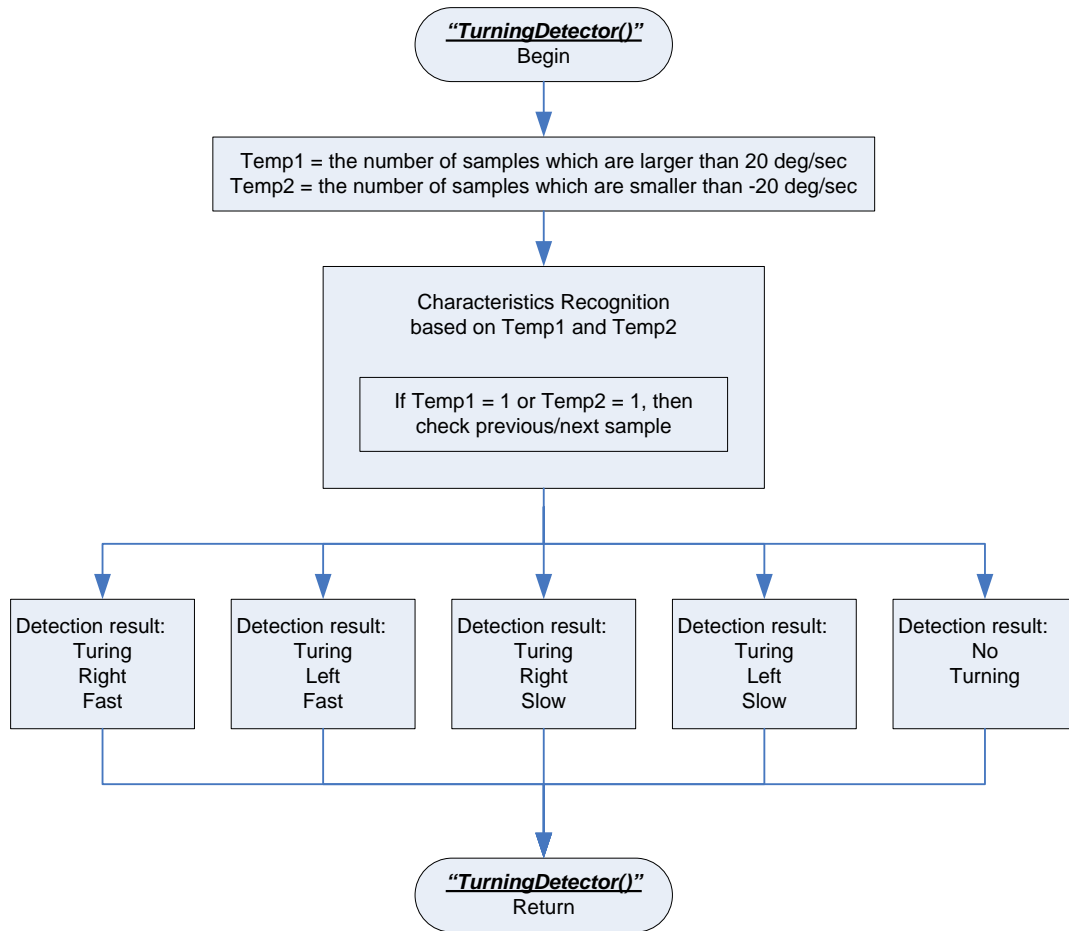 “TurningDetector()”
Begin
Temp1 = the number of samples which are larger than 20 deg/sec
Temp2 = the number of samples which are smaller than -20 deg/sec
Characteristics Recognition
based on Temp1 and Temp2
If Temp1 = 1 or Temp2 = 1, then
check previous/next sample
Detection result:
Turing
Right
Fast
Detection result:
Turing
Left
Fast
Detection result:
Turing
Right
Slow
Detection result:
Turing
Left
Slow
Detection result:
No
Turning
“TurningDetector()”
Return